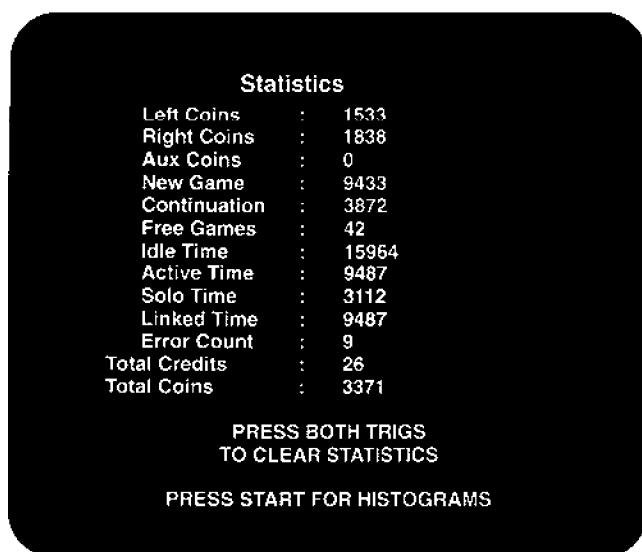 Statistics
Left Coins : 1533
Right Coins : 1838
Aux Coins : 0
New Game : 9433
Continuation : 3872
Free Games : 42
Idle Time : 15964
Active Time : 9487
Solo Time : 3112
Linked Time : 9487
Error Count : 9
Total Credits : 26
Total Coins : 3371
PRESS BOTH TRIGS
TO CLEAR STATISTICS
PRESS START FOR HISTOGRAMS